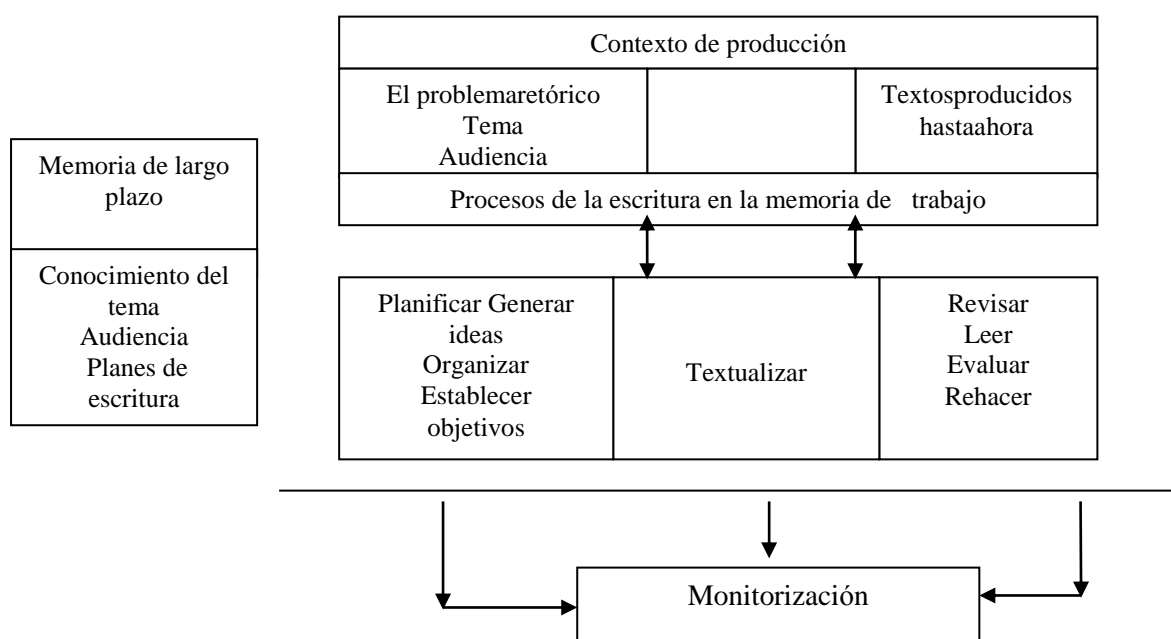 Contexto de producción
El problemaretórico
Tema
Audiencia
Textosproducidos
hastaahora
Memoria de largo
plazo
Procesos de la escritura en la memoria de trabajo
Conocimiento del
tema
Audiencia
Planes de
escritura
Planificar Generar
ideas
Organizar
Establecer
objetivos
Textualizar
Revisar
Leer
Evaluar
Rehacer
Monitorización